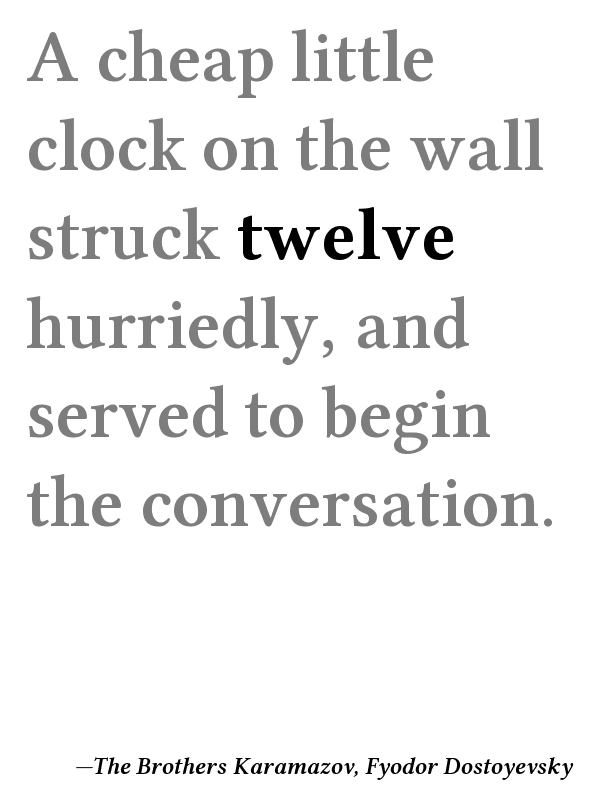 A cheap little
clock on the wall
struck twelve
hurriedly, and
served to begin
the conversation.
—The Brothers Karamazov, Fyodor Dostoyevsky